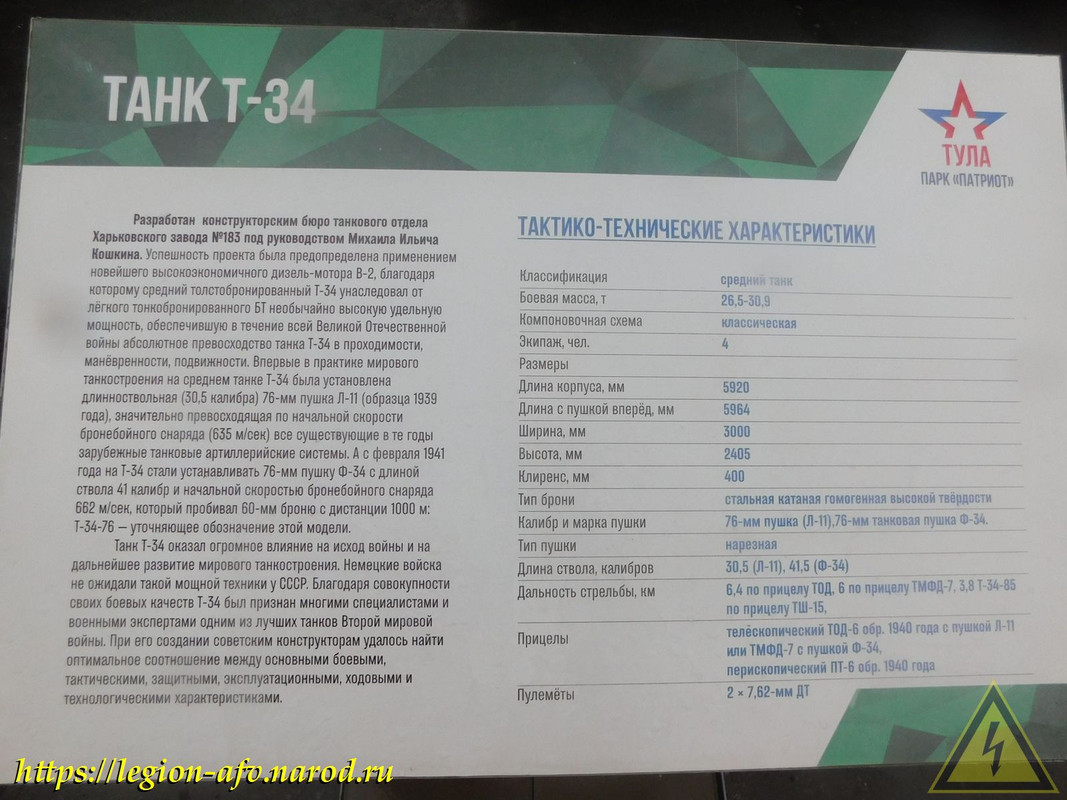 ТАНК Т-34
ТУЛА
ПАРК «ПАТРИОТ»
Разработан конструкторским бюро танкового отдела
Харьковского завода №183 под руководством Михаила Ильича
Кошкина. Успешность проекта была предопределена применением
новейшего высокоэкономичного дизель-мотора В-2, благодаря
которому средний толстобронированный Т-34 унаследовал от
лёгкого тонкобронированного БТ необычайно высокую удельную
мощность, обеспечившую в течение всей Великой Отечественной
войны абсолютное превосходство танка Т-34 в проходимости,
манёвренности, подвижности. Впервые в практике мирового
танкостроения на среднем танке Т-34 была установлена
длинноствольная (30,5 калибра) 76-мм пушка Л-11 (образца 1939
года), значительно превосходящая по начальной скорости
бронебойного снаряда (635 м/сек) все существующие в те годы
зарубежные танковые артиллерийские системы. А с февраля 1941
года на Т-34 стали устанавливать 76-мм пушку Ф-34 с длиной
ствола 41 калибр и начальной скоростью бронебойного снаряда
662 м/сек, который пробивал 60-мм броню с дистанции 1000 м:
Т-34-76 — уточняющее обозначение этой модели.
Танк Т-34 оказал огромное влияние на исход войны и на
дальнейшее развитие мирового танкостроения. Немецкие войска
не ожидали такой мощной техники у СССР. Благодаря совокупности
своих боевых качеств Т-34 был признан многими специалистами и
военными экспертами одним из лучших танков Второй мировой
войны. При его создании советским конструкторам удалось найти
оптимальное соотношение между основными боевыми,
тактическими, защитными, эксплуатационными, ходовыми и
технологическими характеристиками.
ТАКТИКО-ТЕХНИЧЕСКИЕ ХАРАКТЕРИСТИКИ
Классификация средний танк
Боевая масса, т 26,5-30,9
Компоновочная схема классическая
Экипаж, чел. 4
Размеры
Длина корпуса, мм 5920
Длина с пушкой вперёд, мм 5964
Ширина, мм 3000
Высота, мм 2405
Клиренс, мм 400
Тип брони стальная катаная гомогенная высокой твёрдости
Калибр и марка пушки 76-мм пушка (Л-11),76-мм танковая пушка Ф-34.
Тип пушки нарезная
Длина ствола, калибров 30,5 (Л-11), 41,5 (Ф-34)
Дальность стрельбы, км 6,4 по прицелу ТОД, 6 по прицелу ТМФД-7, 3,8 Т-34-85
по прицелу ТШ-15,
Прицелы телескопический ТОД-6 обр. 1940 года с пушкой Л-11
или ТМФД-7 с пушкой Ф-34,
перископический ПТ-6 обр. 1940 года
Пулемёты 2 × 7,62-мм ДТ
https://legion-afv.narod.ru